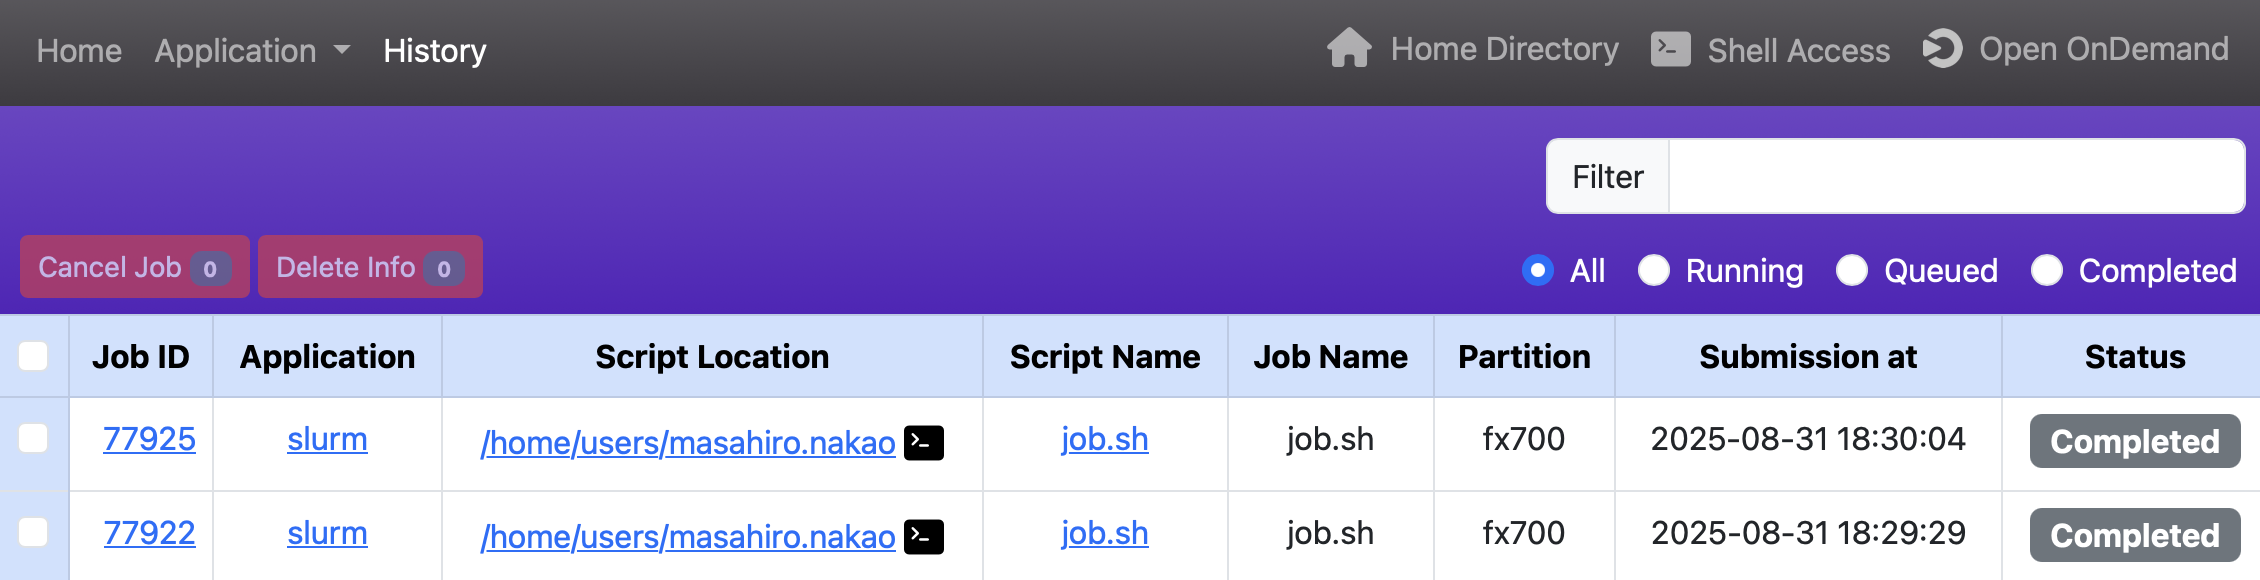 Home Application History Home Directory Shell Access Open OnDemand
Filter
Cancel Job 0 Delete Info 0 All Running Queued Completed
Job ID Application Script Location Script Name Job Name Partition Submission at Status
77925 slurm /home/users/masahiro.nakao job.sh job.sh fx700 2025-08-31 18:30:04 Completed
77922 slurm /home/users/masahiro.nakao job.sh job.sh fx700 2025-08-31 18:29:29 Completed